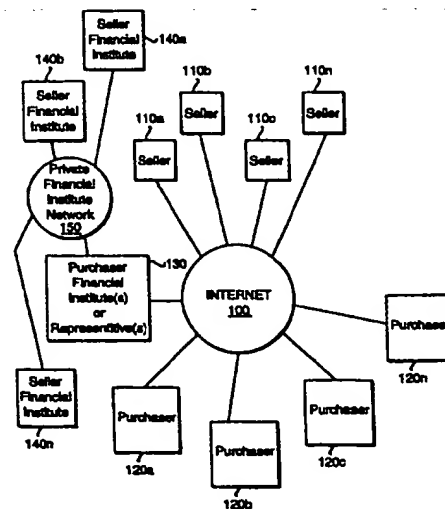 140a
Seller
Financial
Institute
140b
Seller
Financial
Institute
110a
Seller
110b
Seller
110c
Seller
110n
Seller
Private
Financial
Institute
Network
150
130
Purchaser
Financial
Institute(s)
or
Representitive(s)
INTERNET
100
Purchaser
120n
Seller
Financial
Institute
140n
Purchaser
120a
Purchaser
120b
Purchaser
120c